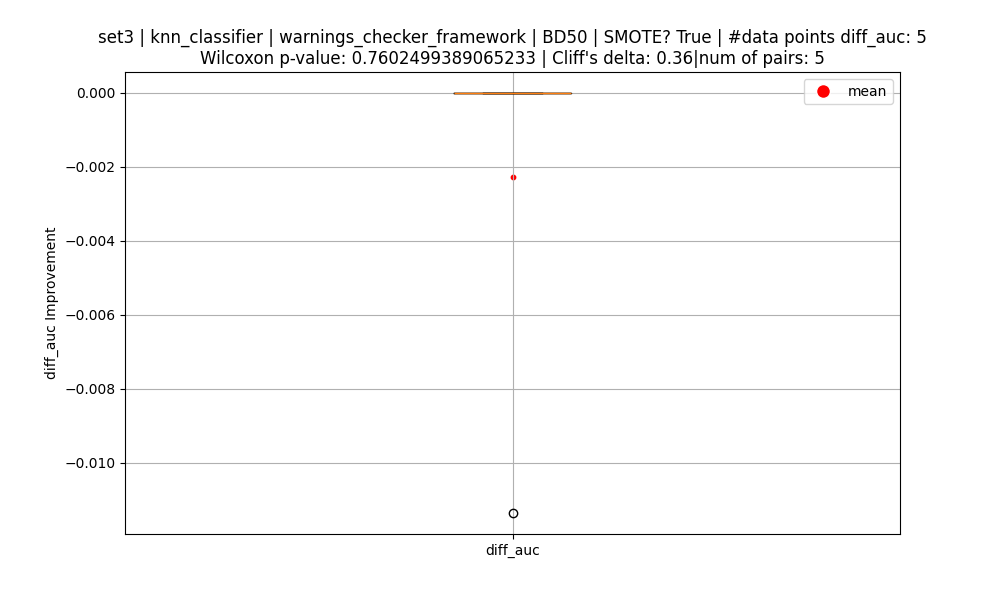 set3 | knn_classifier | warnings_checker_framework | BD50 | SMOTE? True | #data points diff_auc: 5
Wilcoxon p-value: 0.7602499389065233 | Cliff's delta: 0.36|num of pairs: 5
mean
0.000
−0.002
−0.004
−0.006
−0.008
−0.010
diff_auc Improvement
diff_auc